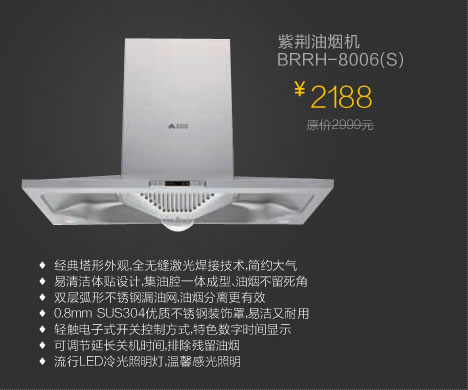 紫荆油烟机
BRRH-8006(S)
¥2188
原价2999元
◆ 经典塔形外观,全无缝激光焊接技术,简约大气
◆ 易清洁体贴设计,集油腔一体成型、油烟不留死角
◆ 双层弧形不锈钢漏油网,油烟分离更有效
◆ 0.8mm SUS304优质不锈钢装饰罩,易洁又耐用
◆ 轻触电子式开关控制方式,特色数字时间显示
◆ 可调节延长关机时间,排除残留油烟
◆ 流行LED冷光照明灯,温馨感光照明